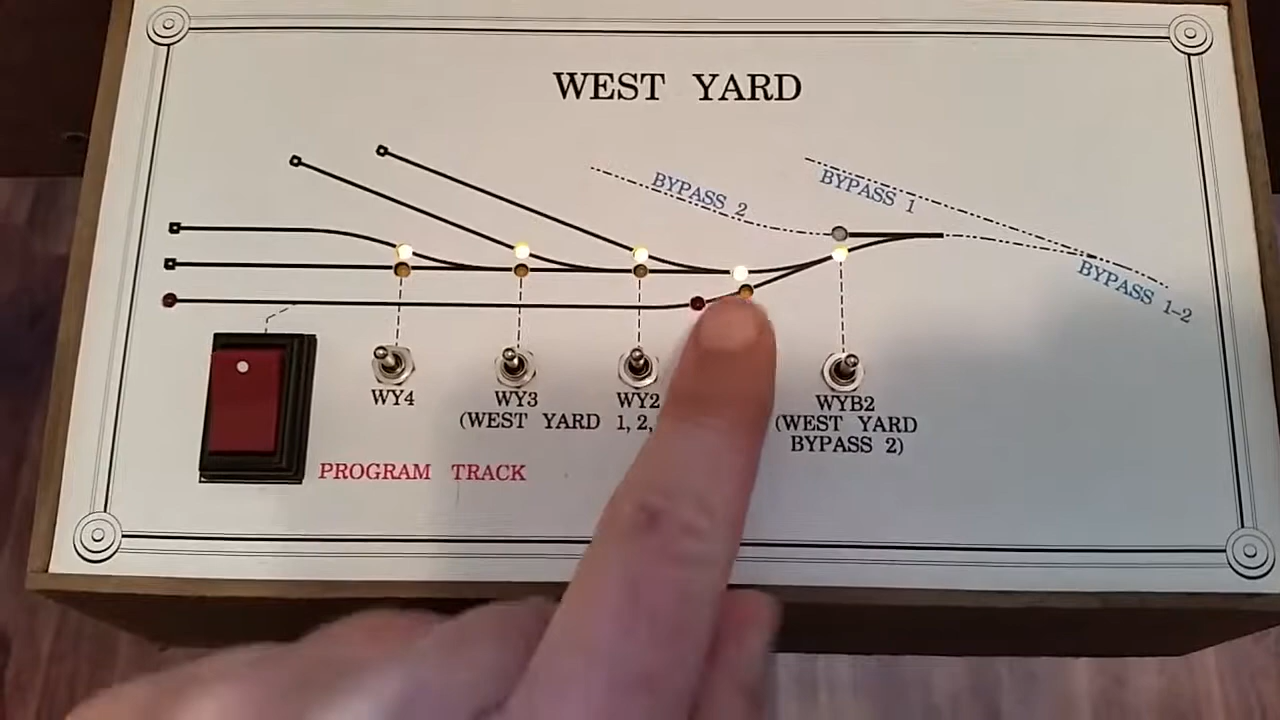 WEST YARD
BYPASS 2
BYPASS 1
BYPASS 1-2
WY4
WY3
WY2
WYB2
(WEST YARD 1, 2,
(WEST YARD
BYPASS 2)
PROGRAM TRACK